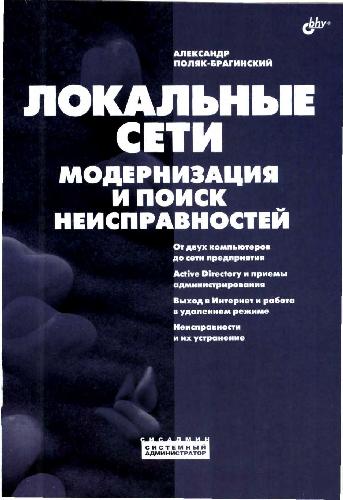 bhv®
АЛЕКСАНДР
ПОЛЯК-БРАГИНСКИЙ
ЛОКАЛЬНЫЕ
СЕТИ
МОДЕРНИЗАЦИЯ
И ПОИСК
НЕИСПРАВНОСТЕЙ
От двух компьютеров
до сети предприятия
Active Directory и приемы
администрирования
Выход в Интернет и работа
в удаленном режиме
Неисправности
и их устранение
СИСАДМИН
СИСТЕМНЫЙ
АДМИНИСТРАТОР